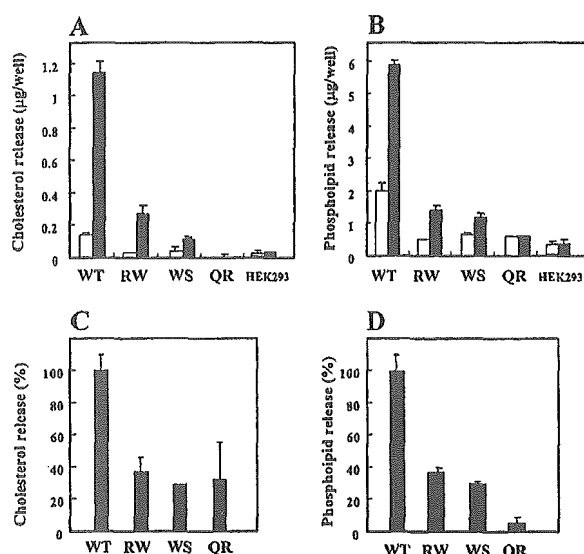 A
Cholesterol release (µg/well)
1.2
1
0.8
0.6
0.4
0.2
0
WT RW WS QR HEK293
B
Phospholipid release (µg/well)
6
5
4
3
2
1
0
WT RW WS QR HEK293
C
Cholesterol release (%)
100
80
60
40
20
0
WT RW WS QR
D
Phospholipid release (%)
100
80
60
40
20
0
WT RW WS QR